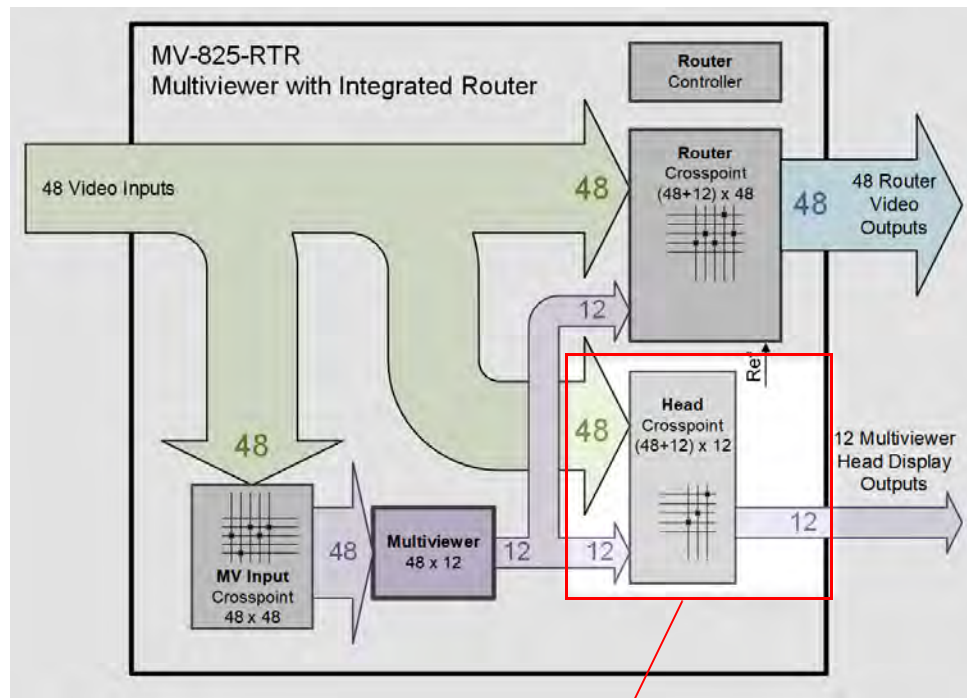 MV-825-RTR
Multiviewer with Integrated Router
Router
Controller
48 Video Inputs
48
Router
Crosspoint
(48+12) x 48
48
48 Router
Video
Outputs
12
Ref
48
Head
Crosspoint
(48+12) x 12
12 Multiviewer
Head Display
Outputs
48
MV Input
Crosspoint
48 x 48
48
Multiviewer
48 x 12
12
12
12